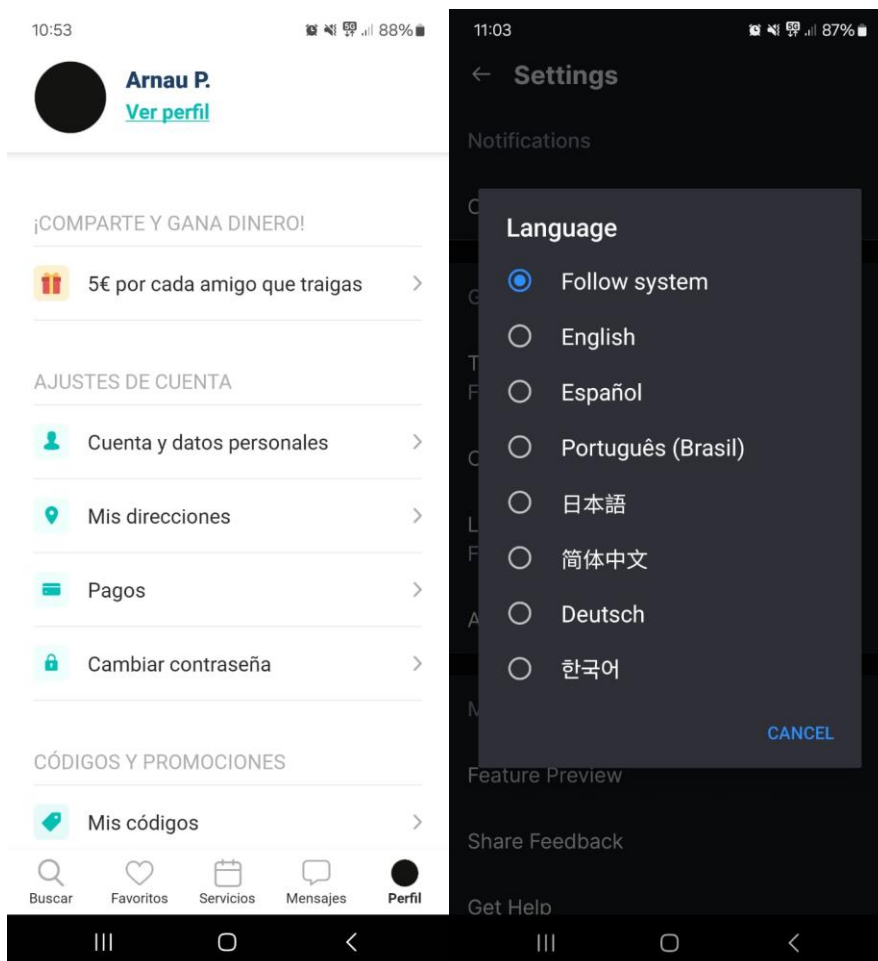 10:53
88%
Arnau P.
Ver perfil
¡COMPARTE Y GANA DINERO!
5€ por cada amigo que traigas
AJUSTES DE CUENTA
Cuenta y datos personales
Mis direcciones
Pagos
Cambiar contraseña
CÓDIGOS Y PROMOCIONES
Mis códigos
Buscar
Favoritos
Servicios
Mensajes
Perfil
11:03
87%
Settings
Notifications
Language
Follow system
English
Español
Português (Brasil)
日本語
简体中文
Deutsch
한국어
CANCEL
Feature Preview
Share Feedback
Get Help